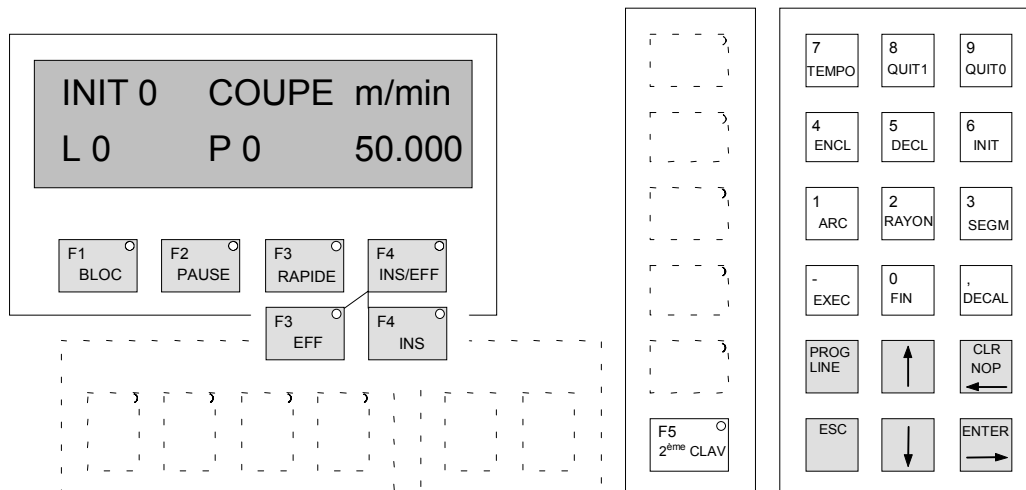 INIT 0 COUPE m/min
L 0 P 0 50.000
F1
BLOC
F2
PAUSE
F3
RAPIDE
F4
INS/EFF
F3
EFF
F4
INS
F5
2ème CLAV
7
TEMPO
8
QUIT1
9
QUIT0
4
ENCL
5
DECL
6
INIT
1
ARC
2
RAYON
3
SEGM
-
EXEC
0
FIN
,
DECAL
PROG
LINE
CLR
NOP
ESC
ENTER